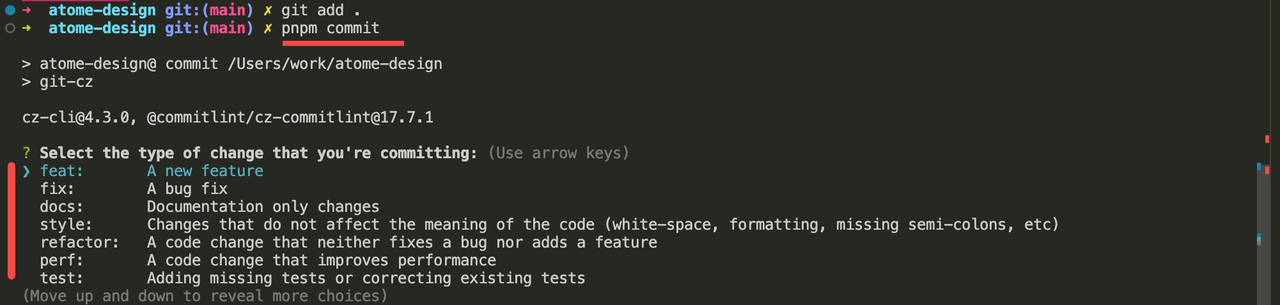 ➜ atome-design git:(main) ✗ git add .
➜ atome-design git:(main) ✗ pnpm commit
> atome-design@ commit /Users/work/atome-design
> git-cz
cz-cli@4.3.0, @commitlint/cz-commitlint@17.7.1
? Select the type of change that you're committing: (Use arrow keys)
❯ feat: A new feature
fix: A bug fix
docs: Documentation only changes
style: Changes that do not affect the meaning of the code (white-space, formatting, missing semi-colons, etc)
refactor: A code change that neither fixes a bug nor adds a feature
perf: A code change that improves performance
test: Adding missing tests or correcting existing tests
(Move up and down to reveal more choices)